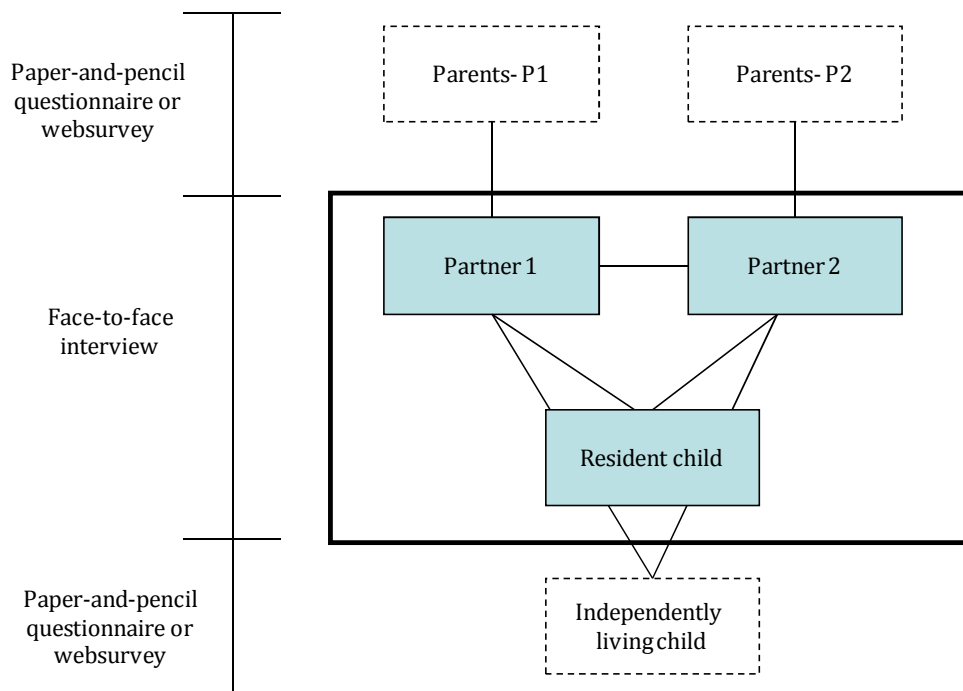 Paper-and-pencil
questionnaire or
websurvey
Parents- P1
Parents- P2
Face-to-face
interview
Partner 1
Partner 2
Resident child
Paper-and-pencil
questionnaire or
websurvey
Independently
living child